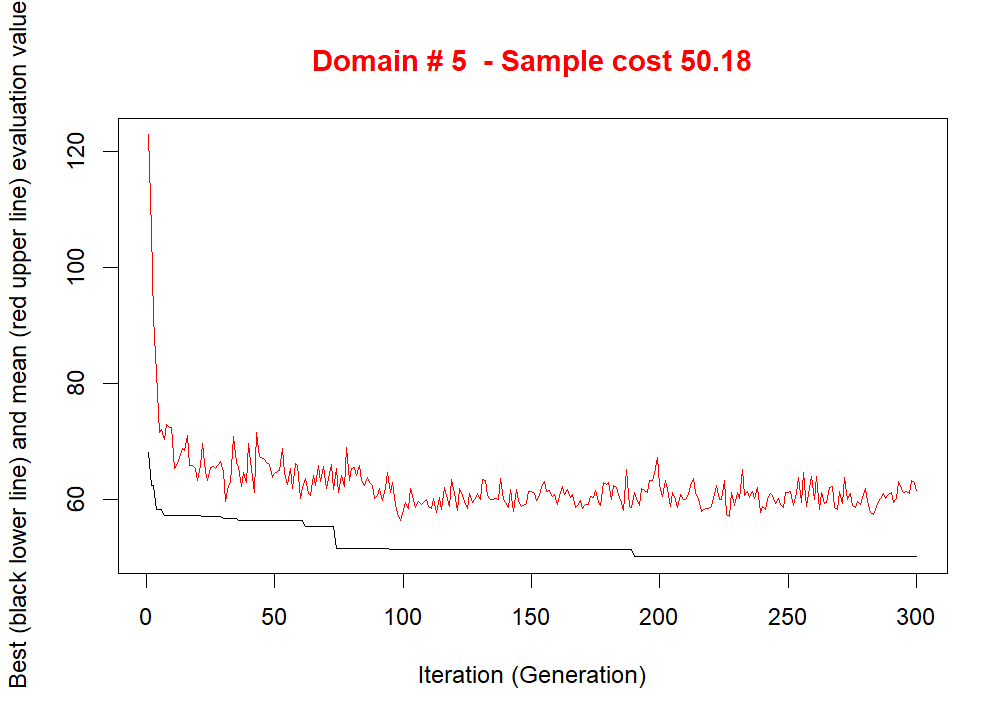 Domain # 5  - Sample cost 50.18
Best (black lower line) and mean (red upper line) evaluation value
120
100
80
60
0 50 100 150 200 250 300
Iteration (Generation)